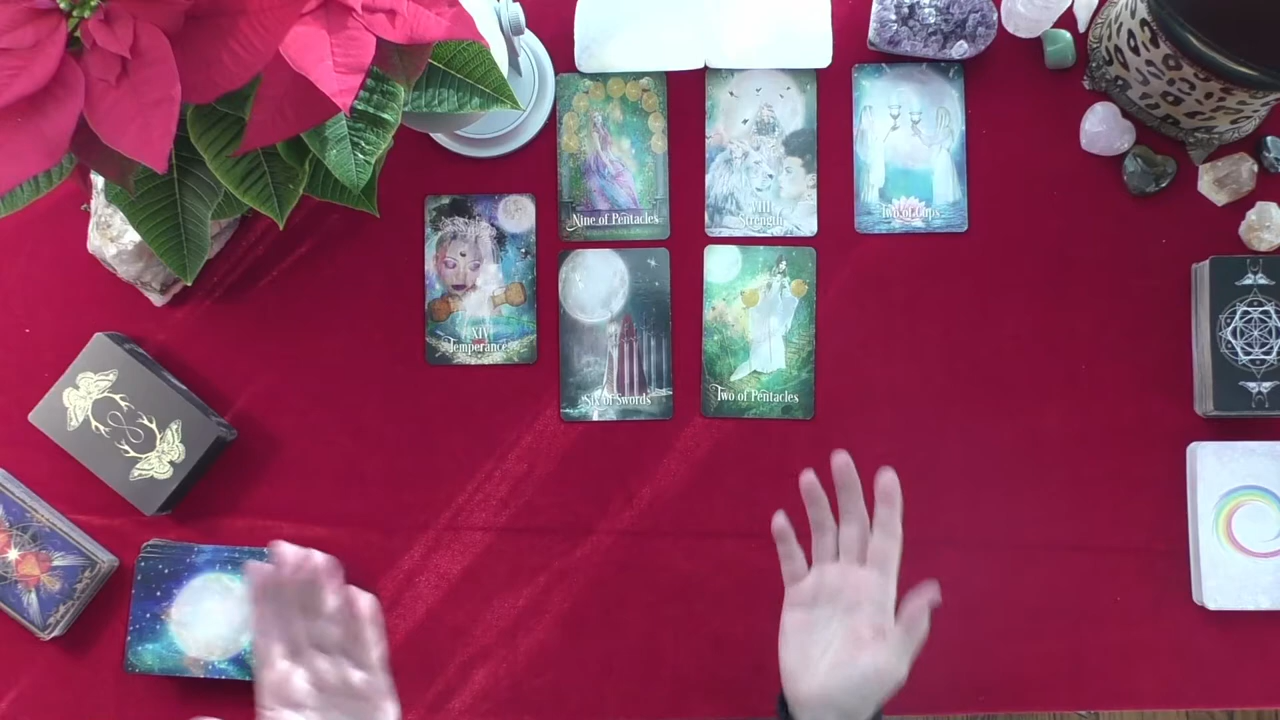 Nine of Pentacles
VIII
Strength
Two of Cups
XIV
Temperance
Six of Swords
Two of Pentacles